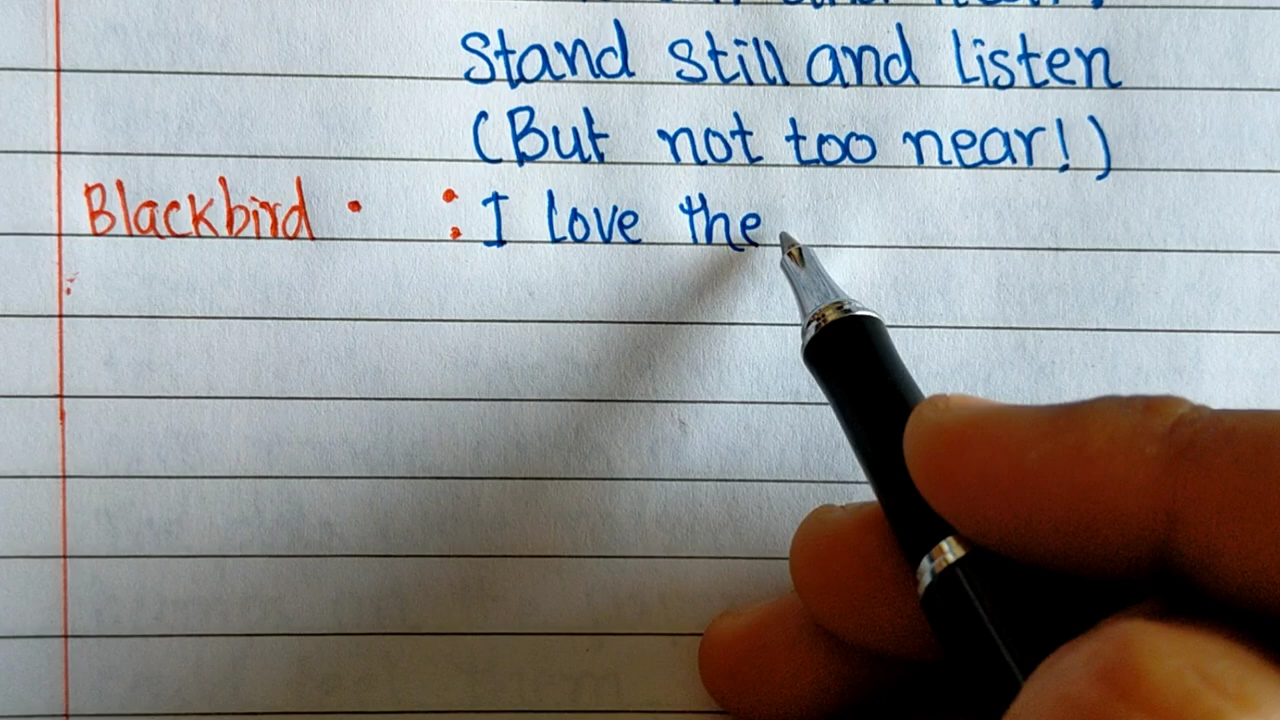 Stand still and listen
(But not too near!)
Blackbird • : I love the